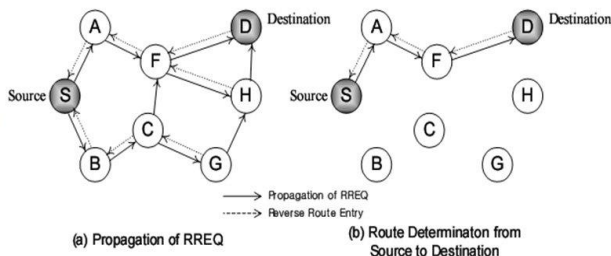 A
D
Destination
F
Source
S
H
C
B
G
Propagation of RREQ
Reverse Route Entry
(a) Propagation of RREQ
A
D
Destination
F
Source
S
H
C
B
G
(b) Route Determinaton from
Source to Destination